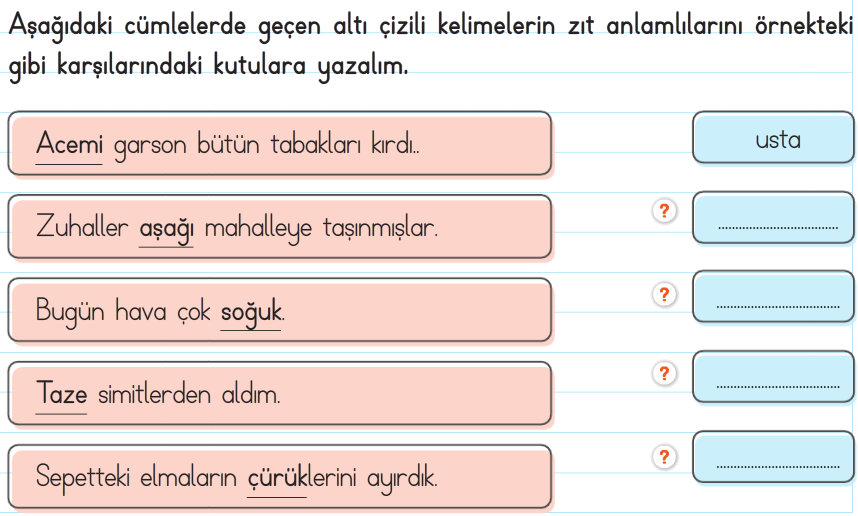 Aşağıdaki cümlelerde geçen altı çizili kelimelerin zıt anlamlılarını örnekteki
gibi karşılarındaki kutulara yazalım.
Acemi garson bütün tabakları kırdı..
usta
Zuhaller aşağı mahalleye taşınmışlar.
?
................................
Bugün hava çok soğuk.
?
................................
Taze simitlerden aldım.
?
................................
Sepetteki elmaların çürüklerini ayırdık.
?
................................